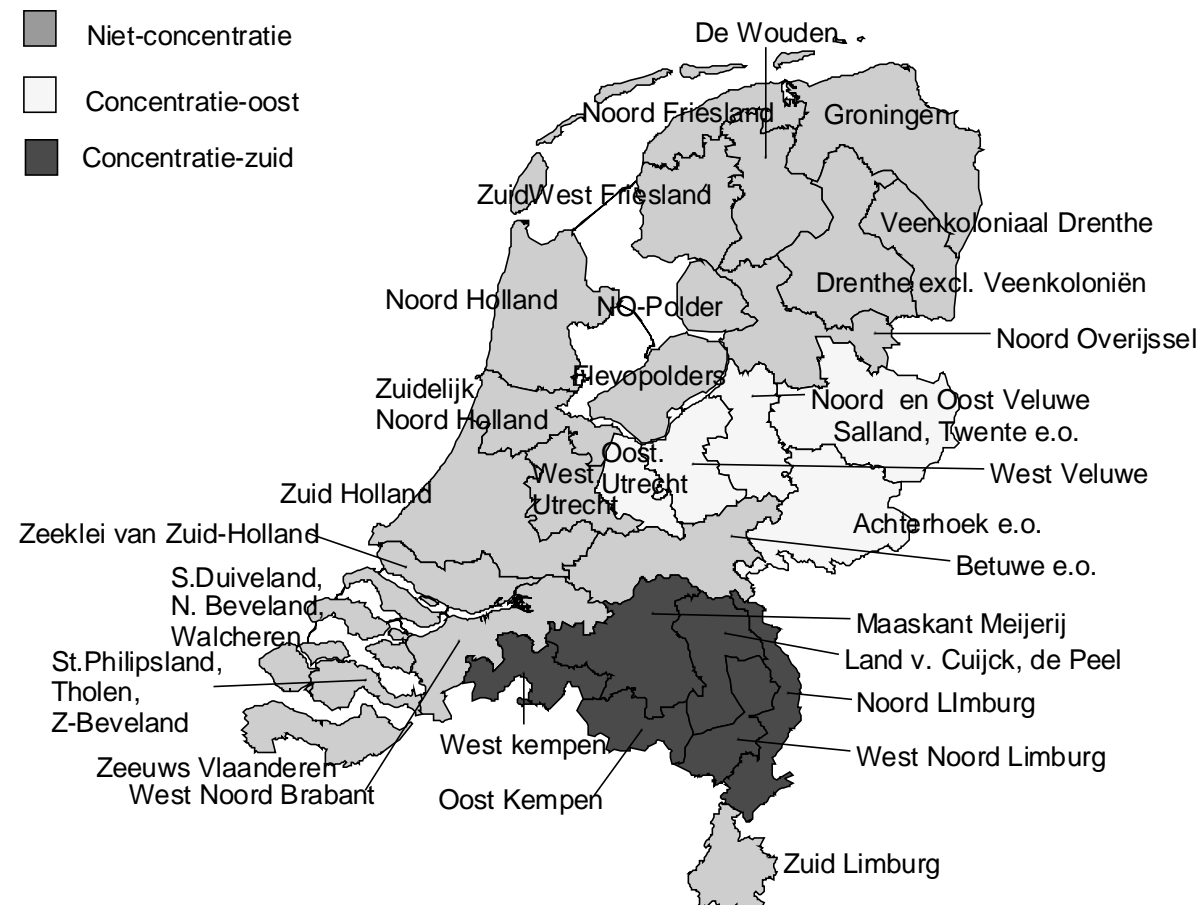 Niet-concentratie
Concentratie-oost
Concentratie-zuid
De Wouden
Noord Friesland
Groningen
ZuidWest Friesland
Veenkoloniaal Drenthe
Drenthe excl. Veenkoloniën
Noord Holland
NO-Polder
Noord Overijssel
Flevopolders
Zuidelijk
Noord Holland
Noord en Oost Veluwe
Salland, Twente e.o.
Oost.
Utrecht
West
Utrecht
West Veluwe
Zuid Holland
Achterhoek e.o.
Zeeklei van Zuid-Holland
Betuwe e.o.
S.Duiveland,
N. Beveland,
Walcheren
Maaskant Meijerij
Land v. Cuijck, de Peel
St.Philipsland,
Tholen,
Z-Beveland
Noord LImburg
West kempen
West Noord Limburg
Zeeuws Vlaanderen
West Noord Brabant
Oost Kempen
Zuid Limburg